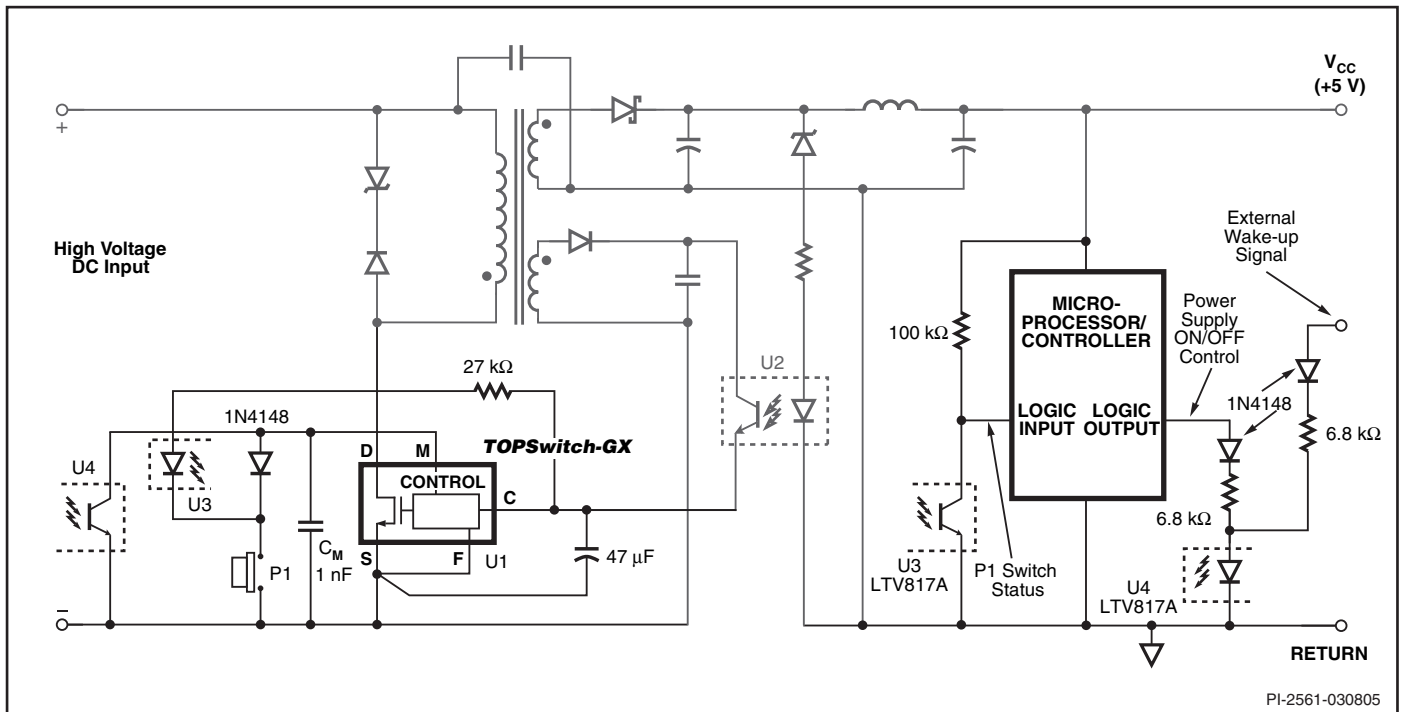 +
High Voltage
DC Input
27 kΩ
1N4148
U4
U3
P1
CM
1 nF
D
M
TOPSwitch-GX
CONTROL
C
S
F
U1
47 µF
U2
VCC
(+5 V)
100 kΩ
MICRO-
PROCESSOR/
CONTROLLER
LOGIC
INPUT
LOGIC
OUTPUT
Power
Supply
ON/OFF
Control
External
Wake-up
Signal
1N4148
6.8 kΩ
6.8 kΩ
U3
LTV817A
P1 Switch
Status
U4
LTV817A
−
RETURN
PI-2561-030805